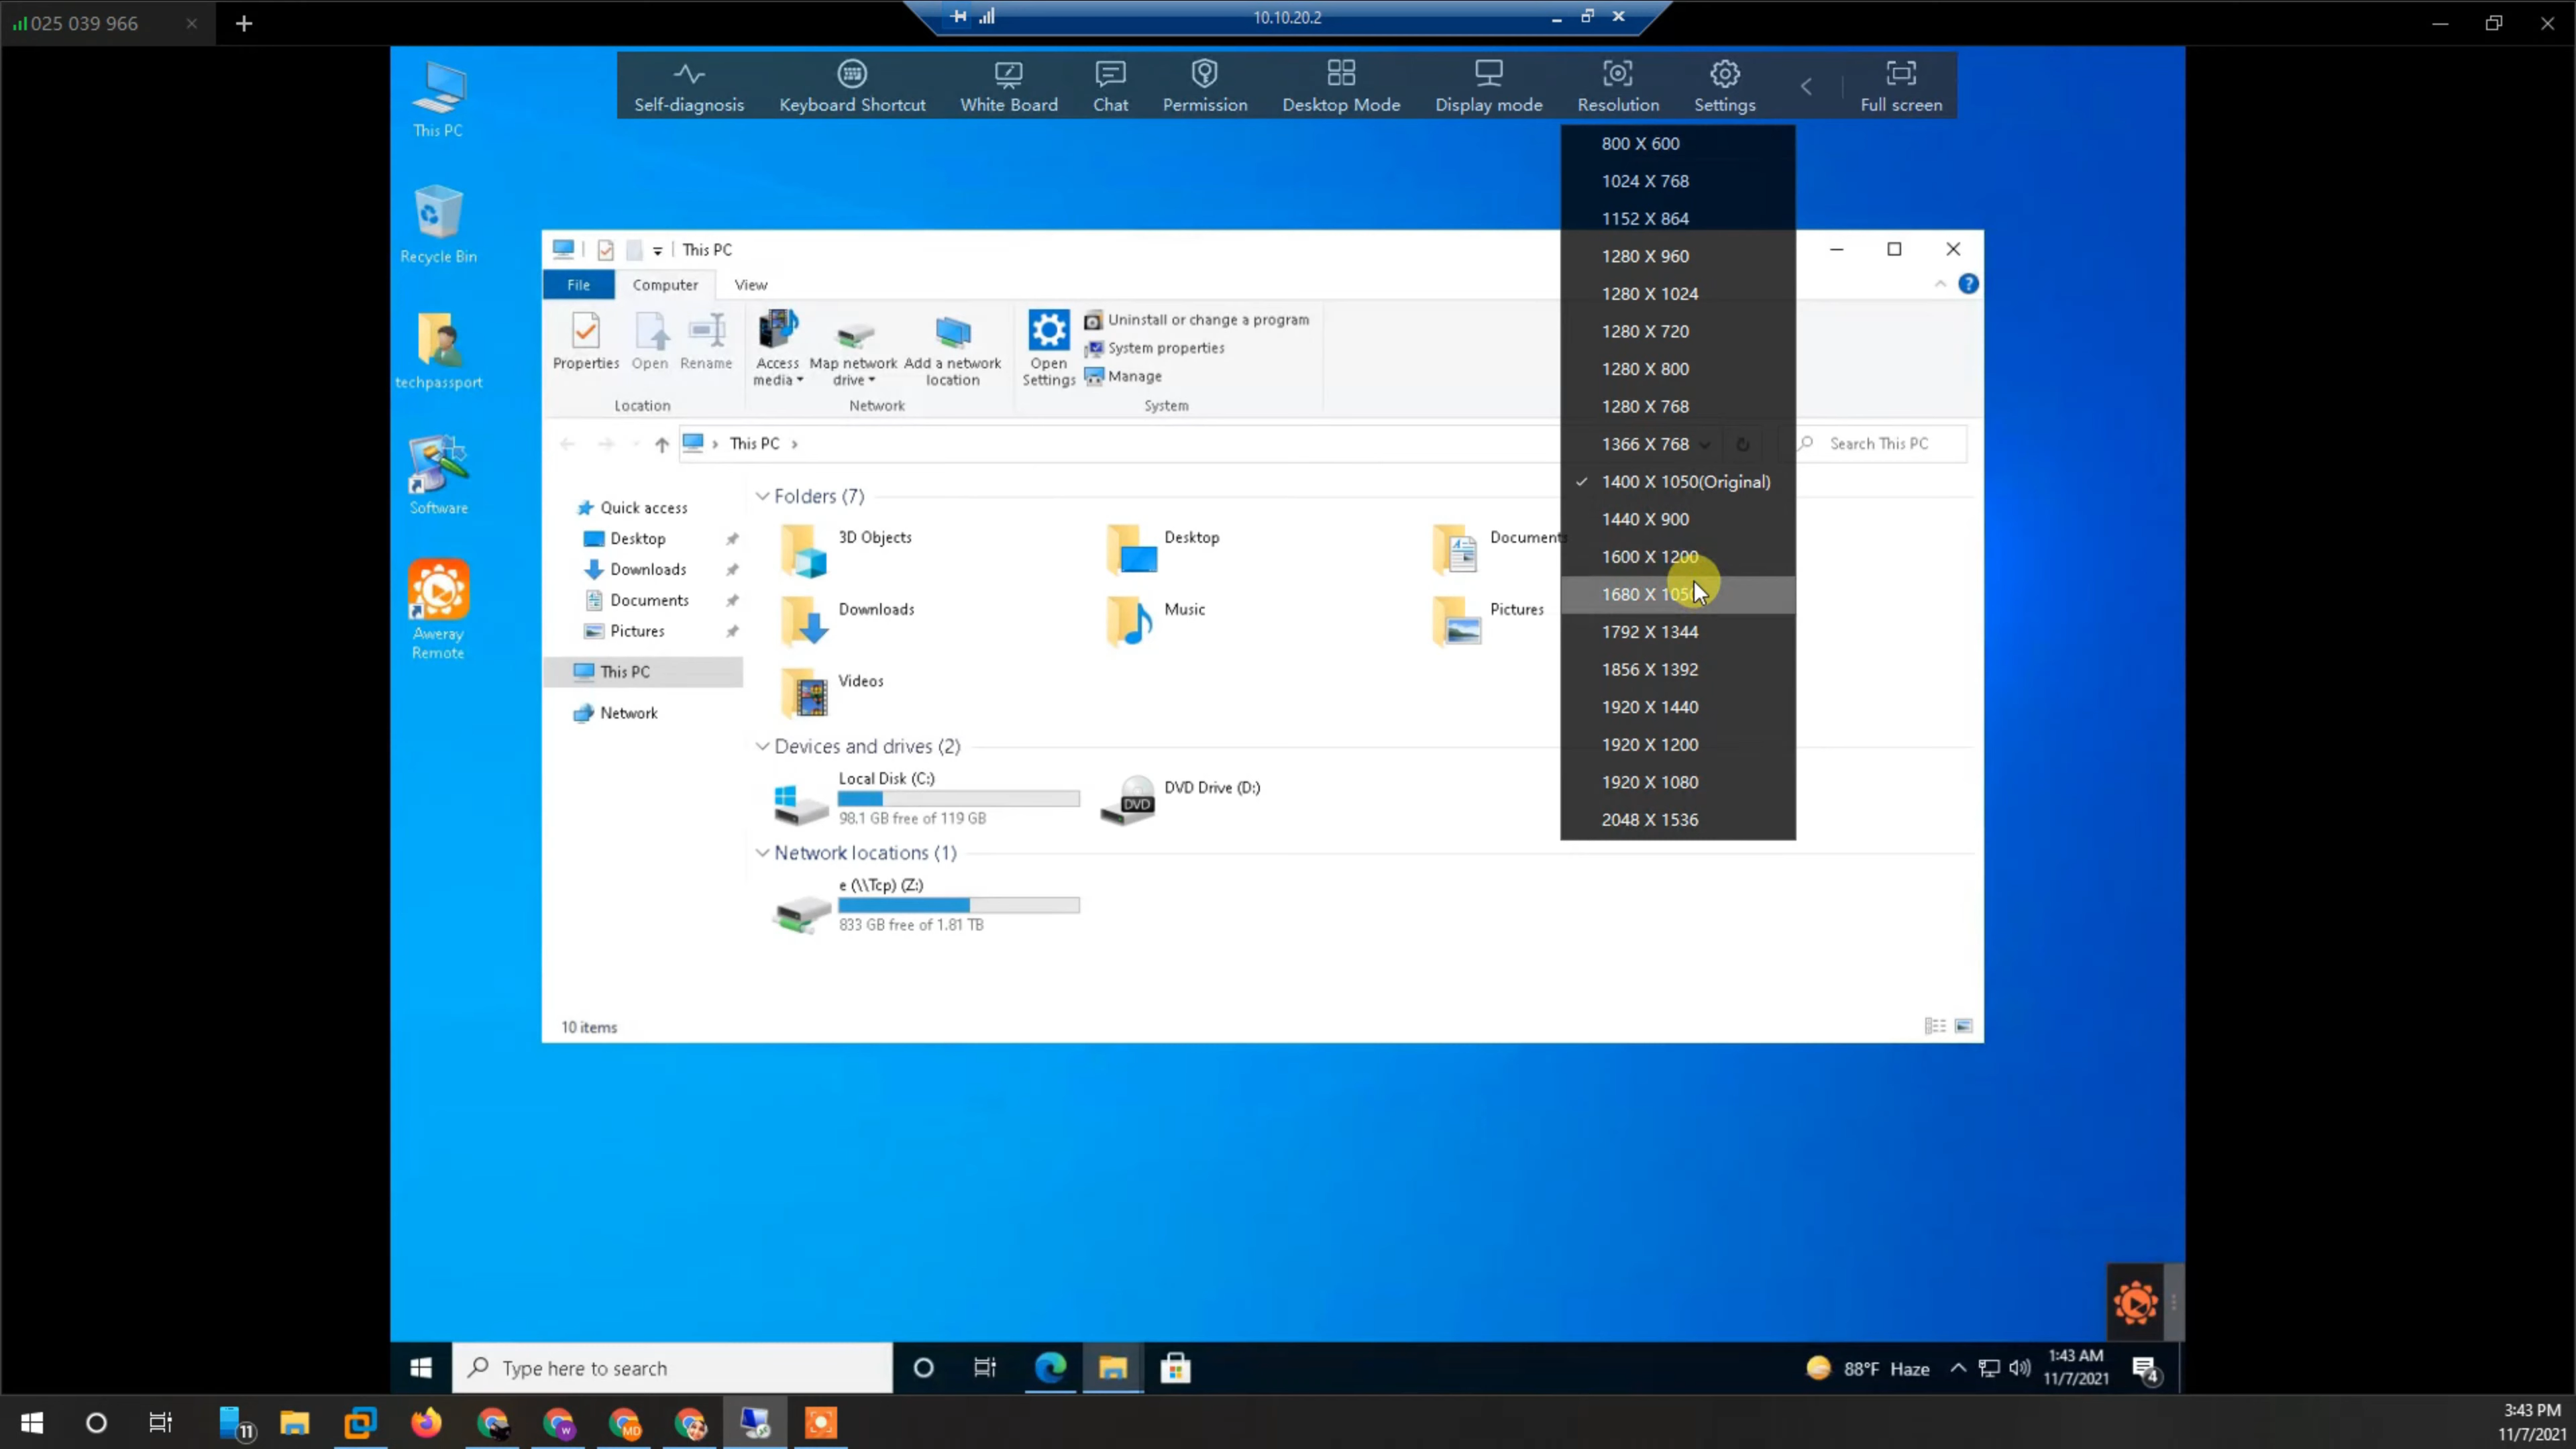 025 039 966
10.10.20.2
Self-diagnosis
Keyboard Shortcut
White Board
Chat
Permission
Desktop Mode
Display mode
Resolution
Settings
Full screen
This PC
Recycle Bin
techpassport
Software
Aweray
Remote
800 X 600
1024 X 768
1152 X 864
1280 X 960
1280 X 1024
1280 X 720
1280 X 800
1280 X 768
1366 X 768
1400 X 1050(Original)
1440 X 900
1600 X 1200
1680 X 1050
1792 X 1344
1856 X 1392
1920 X 1440
1920 X 1200
1920 X 1080
2048 X 1536
This PC
File
Computer
View
Properties
Open
Rename
Location
Access
media
Map network
drive
Add a network
location
Network
Open
Settings
Uninstall or change a program
System properties
Manage
System
This PC
Search This PC
Quick access
Desktop
Downloads
Documents
Pictures
This PC
Network
Folders (7)
3D Objects
Desktop
Documents
Downloads
Music
Pictures
Videos
Devices and drives (2)
Local Disk (C:)
98.1 GB free of 119 GB
DVD
DVD Drive (D:)
Network locations (1)
e (\\Tcp) (Z:)
833 GB free of 1.81 TB
10 items
Type here to search
88°F Haze
1:43 AM
11/7/2021
4
11
W
MD
3:43 PM
11/7/2021